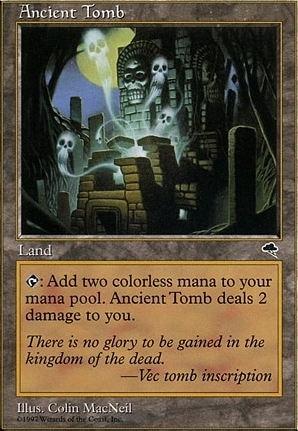 Ancient Tomb
Land
: Add two colorless mana to your
mana pool. Ancient Tomb deals 2
damage to you.
There is no glory to be gained in the
kingdom of the dead.
—Vec tomb inscription
Illus. Colin MacNeil
©1997 Wizards of the Coast, Inc.